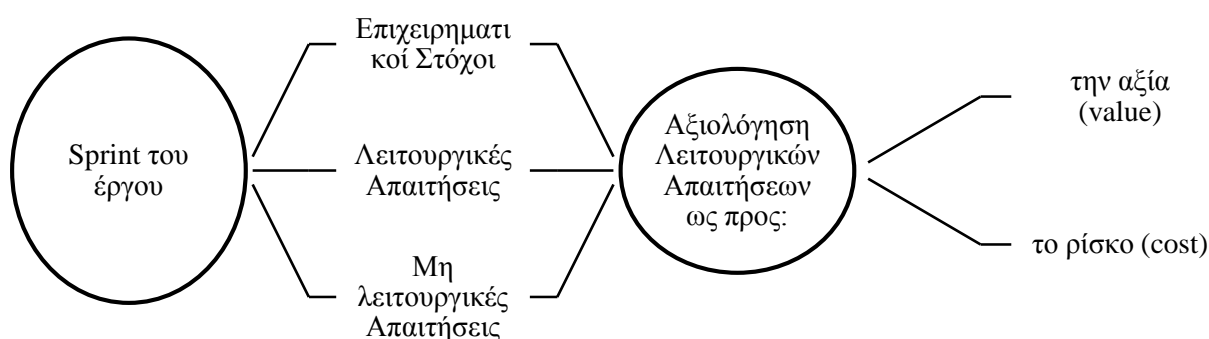 Sprint του
έργου
Επιχειρηματι
κοί Στόχοι
Λειτουργικές
Απαιτήσεις
Μη
λειτουργικές
Απαιτήσεις
Αξιολόγηση
Λειτουργικών
Απαιτήσεων
ως προς:
την αξία
(value)
το ρίσκο (cost)